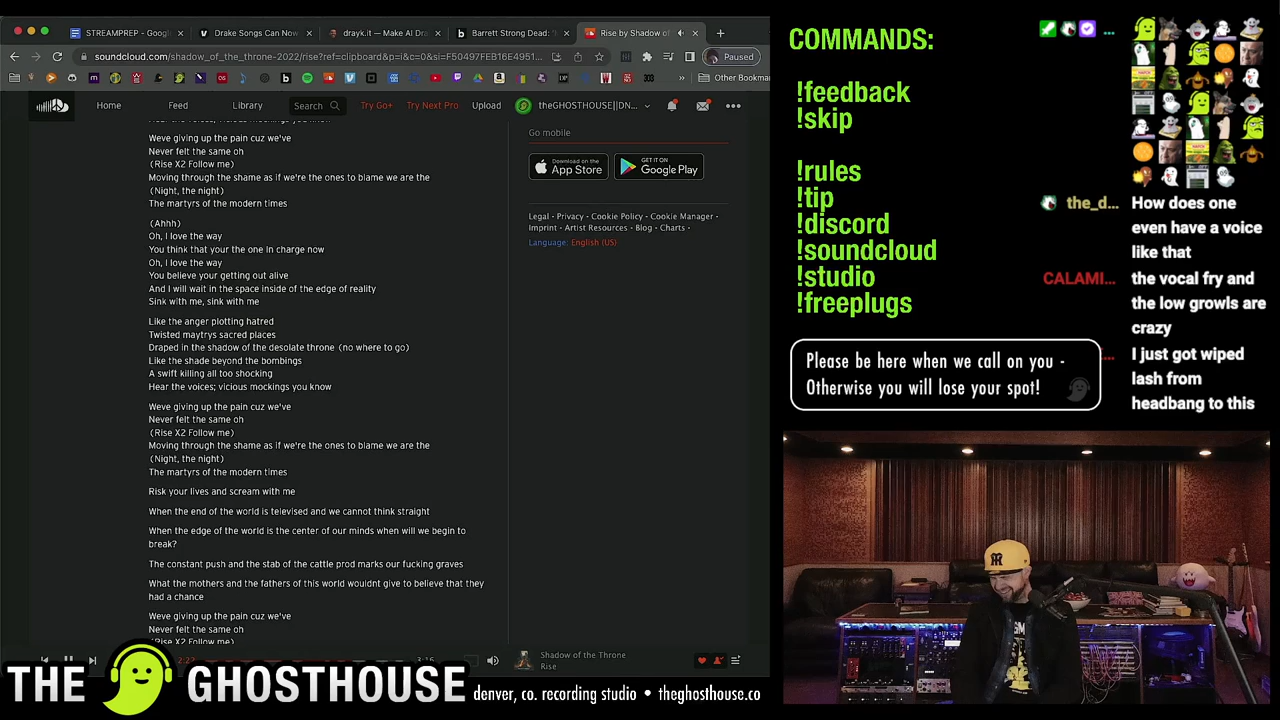 STREAMPREP - Googl
Drake Songs Can Now
drayk.it — Make AI Drak
Barrett Strong Dead: '
Rise by Shadow of
soundcloud.com/shadow_of_the_throne-2022/rise?ref=clipboard&p=i&c=0&si=F50497FEF
Paused
Other Bookmar
Home
Feed
Library
Search
Try Go+
Try Next Pro
Upload
theGHOSTHOUSE||DN...
Weve giving up the pain cuz we've
Never felt the same oh
(Rise X2 Follow me)
Moving through the shame as if we're the ones to blame we are the
(Night, the night)
The martyrs of the modern times
(Ahhh)
Oh, I love the way
You think that your the one In charge now
Oh, I love the way
You believe your getting out alive
And I will wait in the space inside of the edge of reality
Sink with me, sink with me
Like the anger plotting hatred
Twisted maytrys sacred places
Draped in the shadow of the desolate throne (no where to go)
Like the shade beyond the bombings
A swift killing all too shocking
Hear the voices; vicious mockings you know
Weve giving up the pain cuz we've
Never felt the same oh
(Rise X2 Follow me)
Moving through the shame as if we're the ones to blame we are the
(Night, the night)
The martyrs of the modern times
Risk your lives and scream with me
When the end of the world is televised and we cannot think straight
When the edge of the world is the center of our minds when will we begin to
break?
The constant push and the stab of the cattle prod marks our fucking graves
What the mothers and the fathers of this world wouldnt give to believe that they
had a chance
Weve giving up the pain cuz we've
Never felt the same oh
(Rise X2 Follow me)
Go mobile
Download on the
App Store
GET IT ON
Google Play
Legal - Privacy - Cookie Policy - Cookie Manager -
Imprint - Artist Resources - Blog - Charts -
Language: English (US)
2:22
3:15
Shadow of the Throne
Rise
THE GHOSTHOUSE
denver, co. recording studio • theghosthouse.co
COMMANDS:
!feedback
!skip
!rules
!tip
!discord
!soundcloud
!studio
!freeplugs
Please be here when we call on you -
Otherwise you will lose your spot!
the_d...
How does one
even have a voice
like that
CALAMI...
the vocal fry and
the low growls are
crazy
I just got wiped
lash from
headbang to this